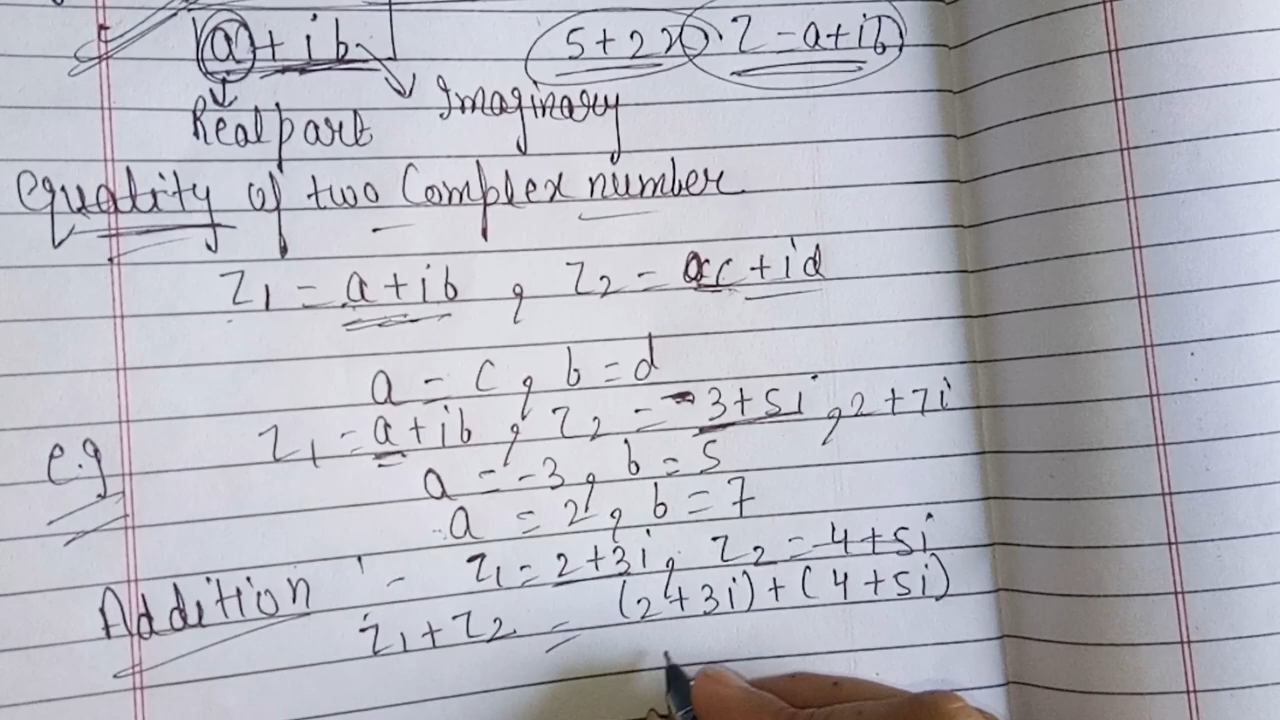 a + ib
5 + 22 Z = a + ib
Real part Imaginary
Equality of two Complex number
Z1 = a + ib , Z2 = c + id
a = c , b = d
e.g Z1 = a + ib , Z2 = -3 + 5i , 2 + 7i
a = -3 , b = 5
a = 2 , b = 7
Addition :- Z1 = 2 + 3i , Z2 = 4 + 5i
Z1 + Z2 = (2 + 3i) + (4 + 5i)